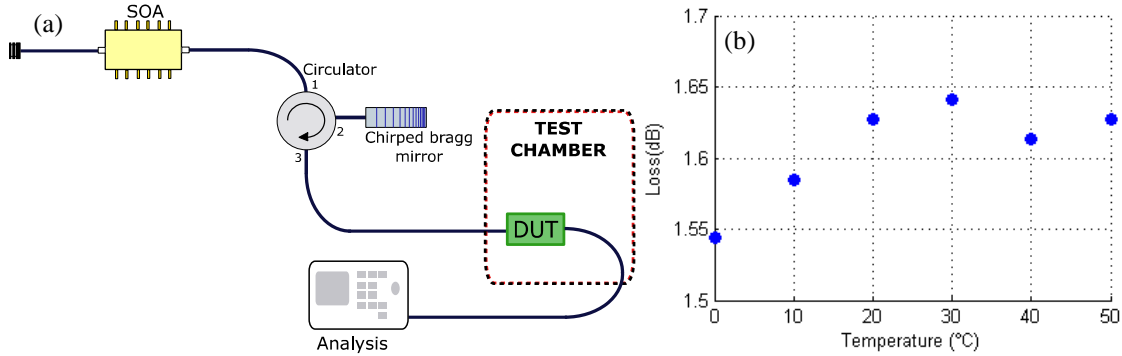 (a)
SOA
Circulator
1
2
3
Chirped bragg
mirror
TEST
CHAMBER
DUT
Analysis
(b)
1.7
1.65
1.6
1.55
1.5
Loss(dB)
0
10
20
30
40
50
Temperature (°C)